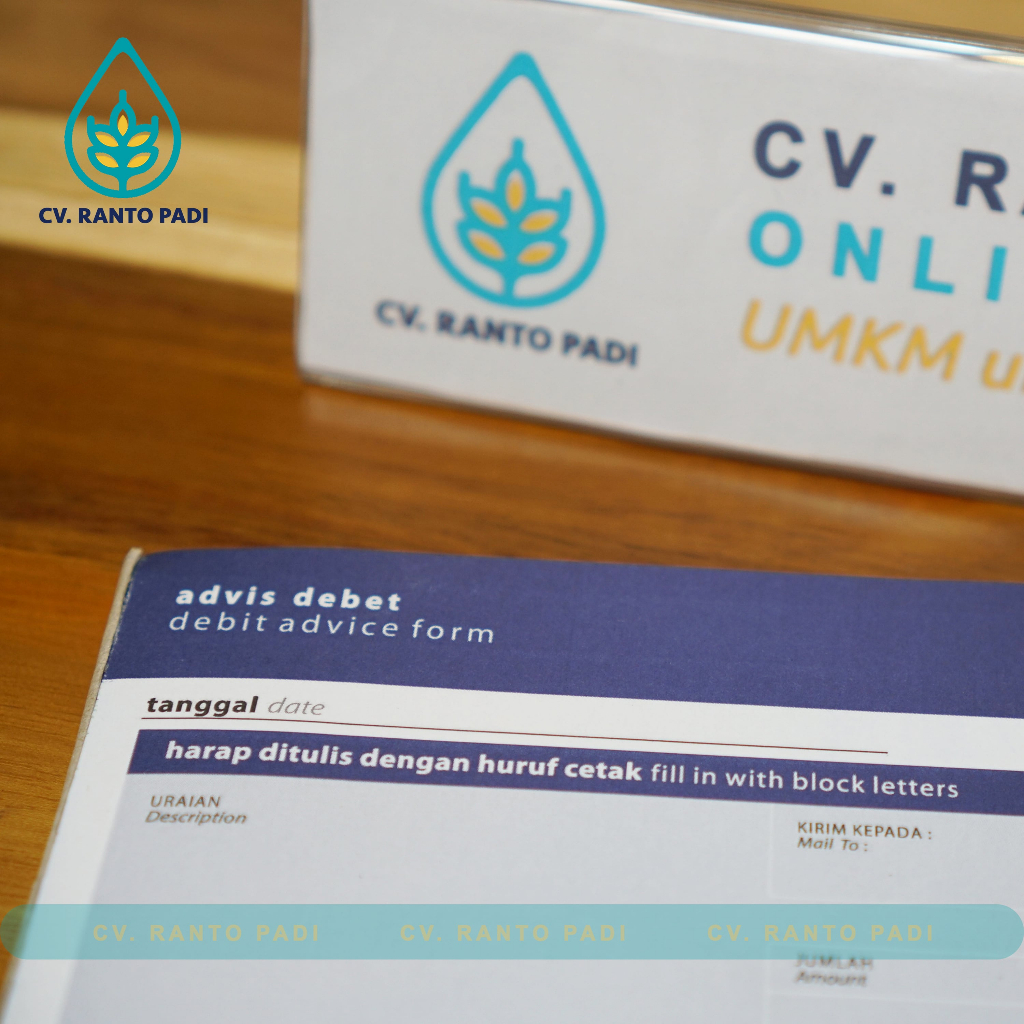 CV. RANTO PADI
CV. RANTO PADI
CV. R
ONLI
UMKM u
advis debet
debit advice form
tanggal date
harap ditulis dengan huruf cetak fill in with block letters
URAIAN
Description
KIRIM KEPADA :
Mail To :
CV. RANTO PADI CV. RANTO PADI CV. RANTO PADI
JUMLAH
Amount